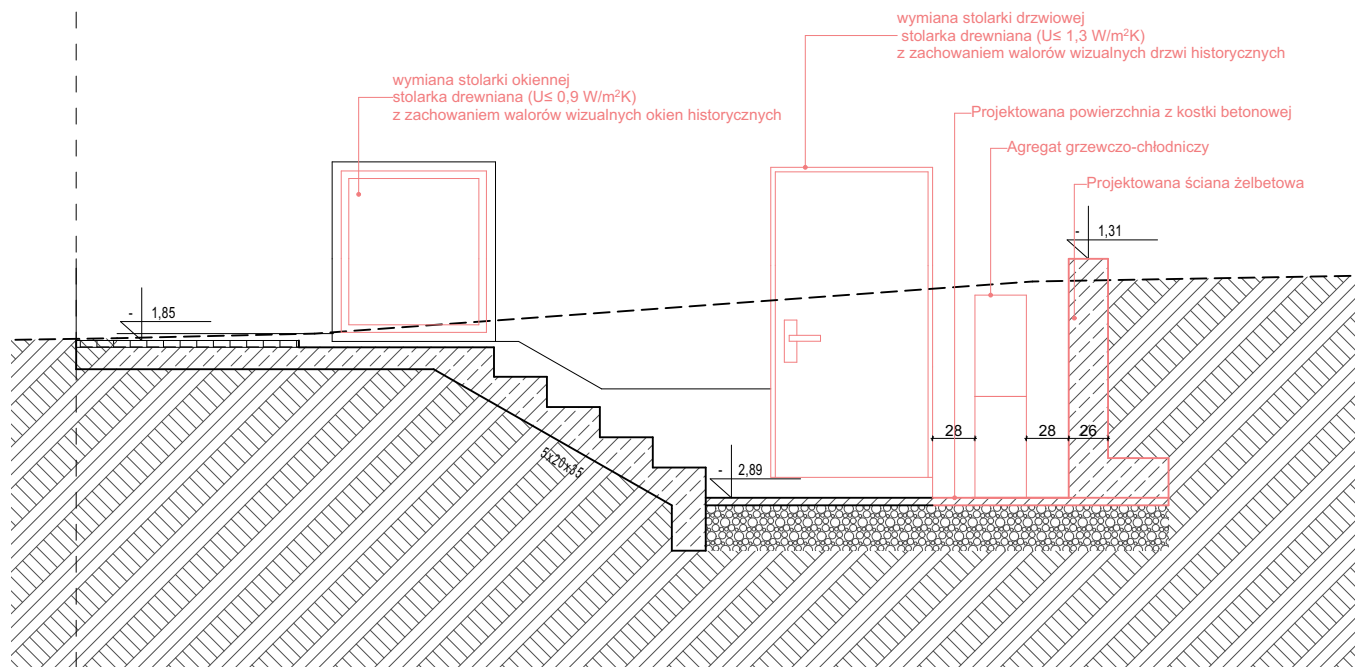 wymiana stolarki drzwiowej
stolarka drewniana (U≤ 1,3 W/m²K)
z zachowaniem walorów wizualnych drzwi historycznych
wymiana stolarki okiennej
stolarka drewniana (U≤ 0,9 W/m²K)
z zachowaniem walorów wizualnych okien historycznych
Projektowana powierzchnia z kostki betonowej
Agregat grzewczo-chłodniczy
Projektowana ściana żelbetowa
- 1,31
- 1,85
28
28
26
5x20x35
- 2,89